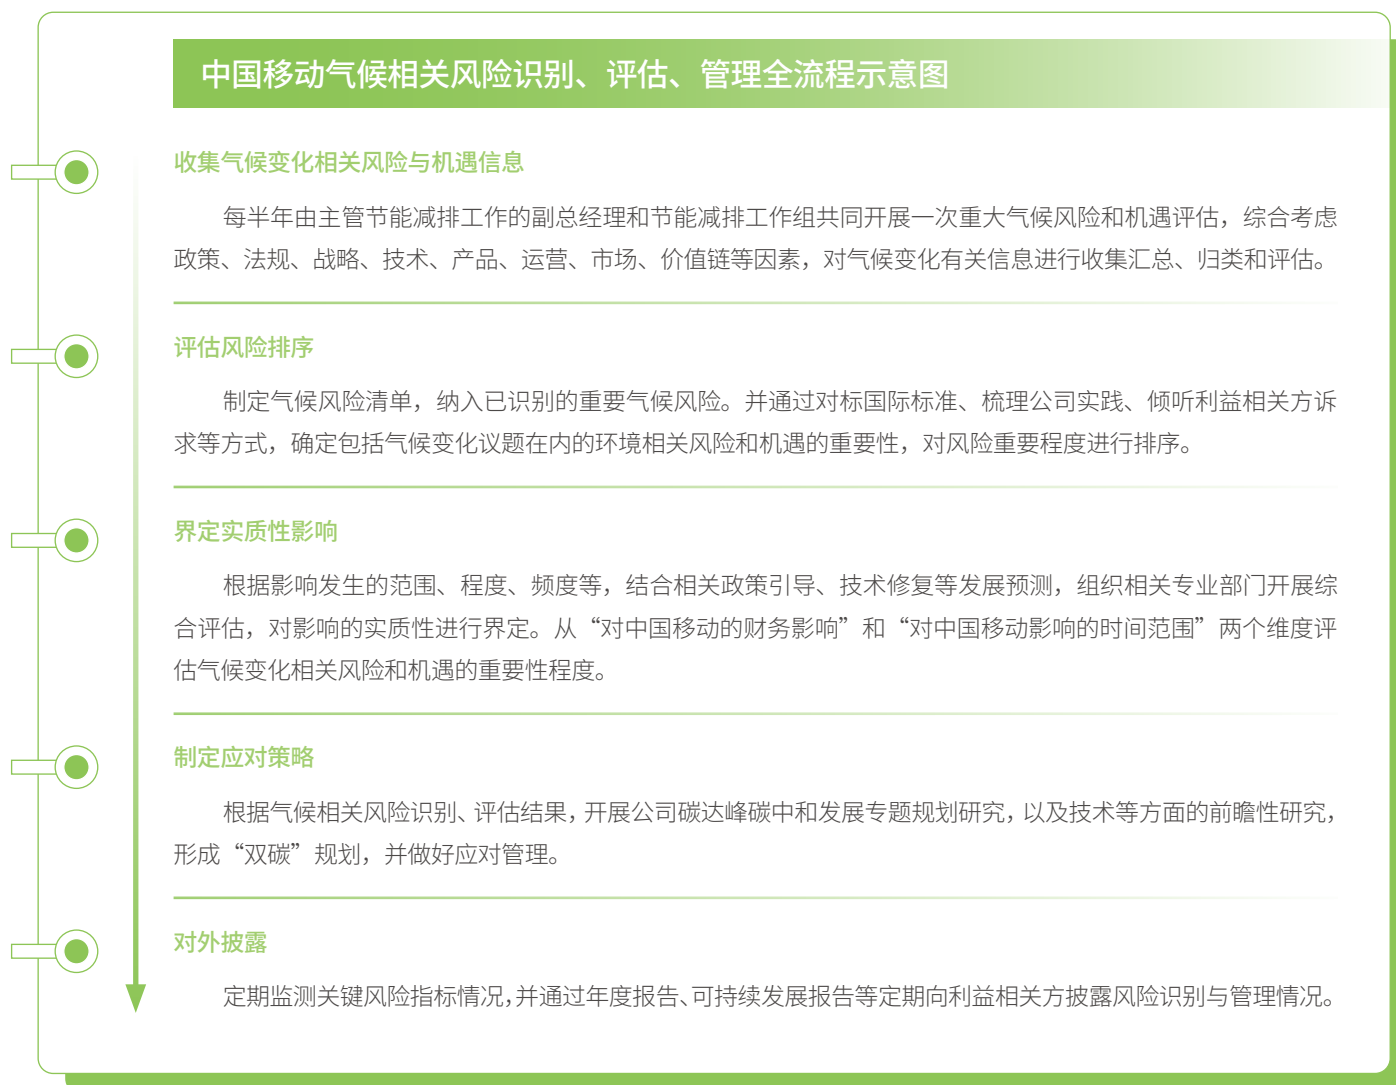 中国移动气候相关风险识别、评估、管理全流程示意图
收集气候变化相关风险与机遇信息
每半年由主管节能减排工作的副总经理和节能减排工作组共同开展一次重大气候风险和机遇评估，综合考虑
政策、法规、战略、技术、产品、运营、市场、价值链等因素，对气候变化有关信息进行收集汇总、归类和评估。
评估风险排序
制定气候风险清单，纳入已识别的重要气候风险。并通过对标国际标准、梳理公司实践、倾听利益相关方诉
求等方式，确定包括气候变化议题在内的环境相关风险和机遇的重要性，对风险重要程度进行排序。
界定实质性影响
根据影响发生的范围、程度、频度等，结合相关政策引导、技术修复等发展预测，组织相关专业部门开展综
合评估，对影响的实质性进行界定。从“对中国移动的财务影响”和“对中国移动影响的时间范围”两个维度评
估气候变化相关风险和机遇的重要性程度。
制定应对策略
根据气候相关风险识别、评估结果，开展公司碳达峰碳中和发展专题规划研究，以及技术等方面的前瞻性研究，
形成“双碳”规划，并做好应对管理。
对外披露
定期监测关键风险指标情况，并通过年度报告、可持续发展报告等定期向利益相关方披露风险识别与管理情况。